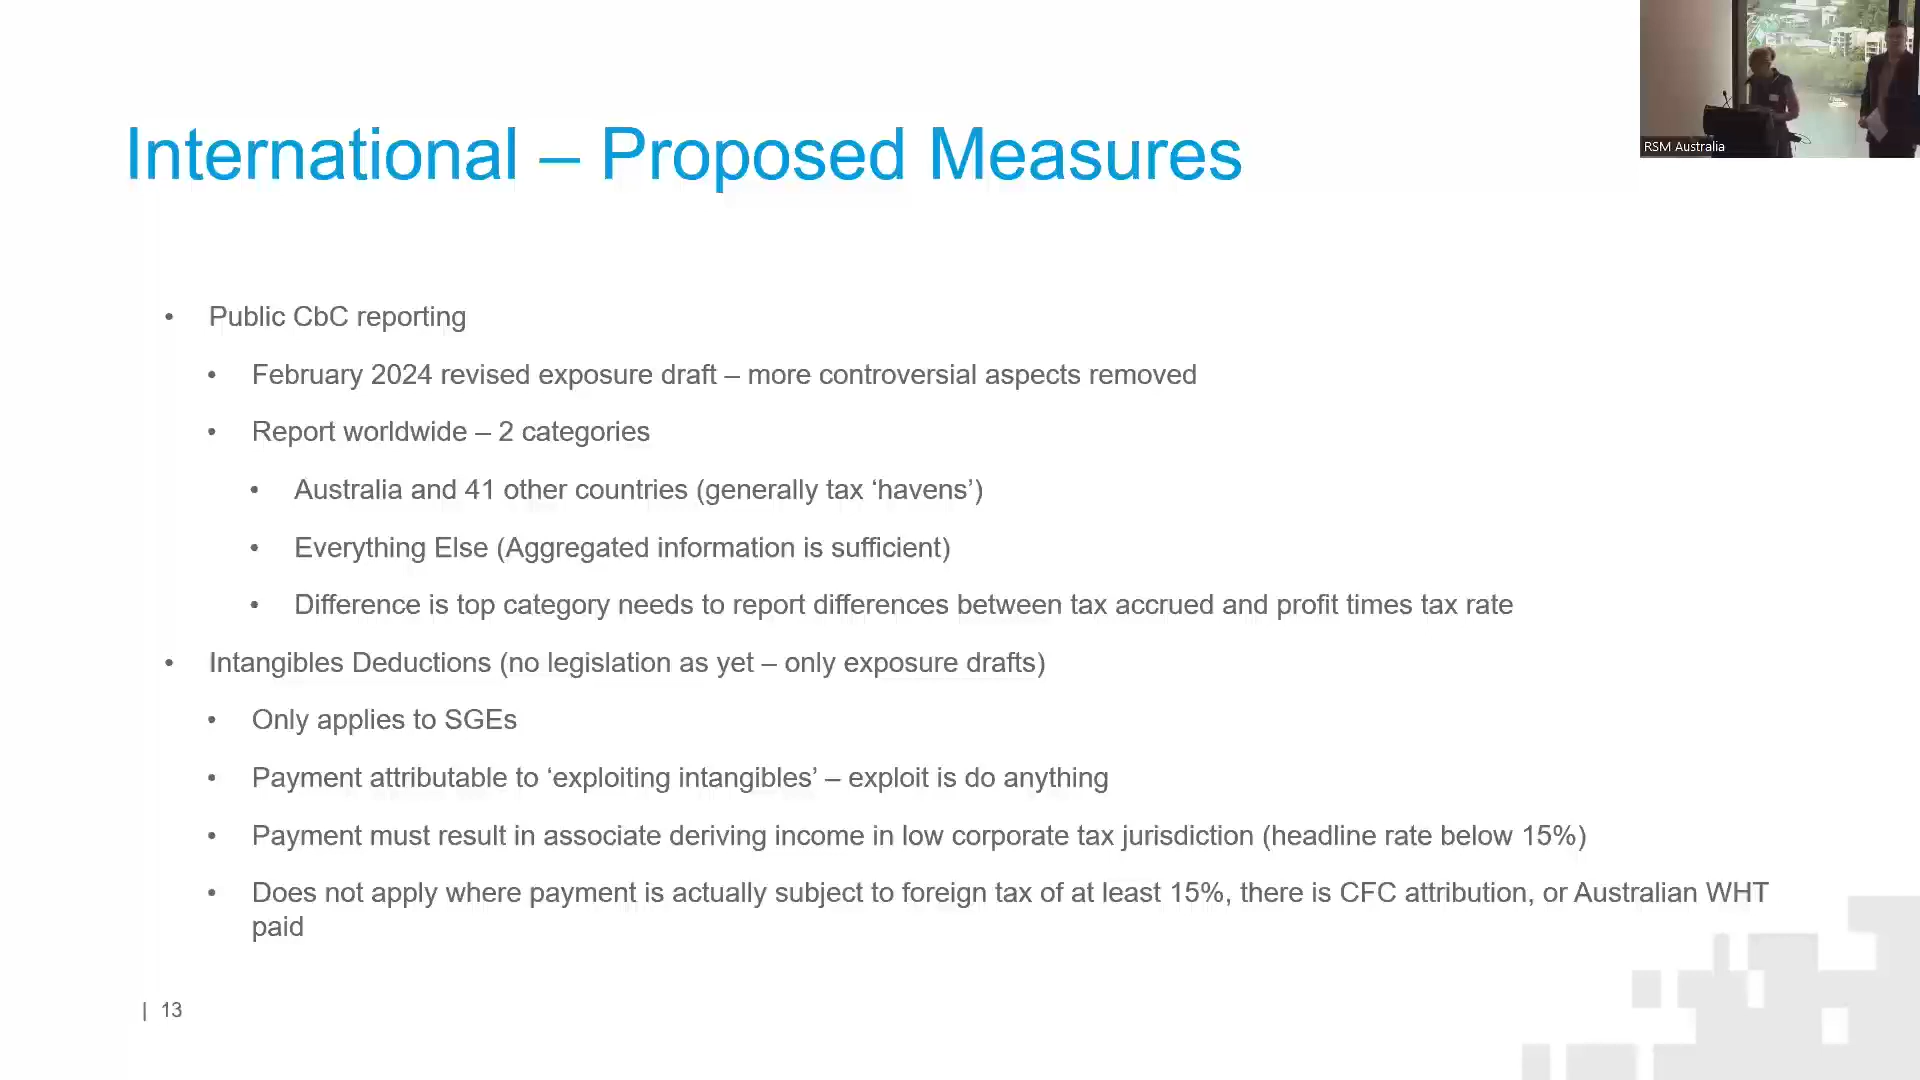 International – Proposed Measures
RSM Australia
• Public CbC reporting
• February 2024 revised exposure draft – more controversial aspects removed
• Report worldwide – 2 categories
• Australia and 41 other countries (generally tax ‘havens’)
• Everything Else (Aggregated information is sufficient)
• Difference is top category needs to report differences between tax accrued and profit times tax rate
• Intangibles Deductions (no legislation as yet – only exposure drafts)
• Only applies to SGEs
• Payment attributable to ‘exploiting intangibles’ – exploit is do anything
• Payment must result in associate deriving income in low corporate tax jurisdiction (headline rate below 15%)
• Does not apply where payment is actually subject to foreign tax of at least 15%, there is CFC attribution, or Australian WHT
paid
| 13